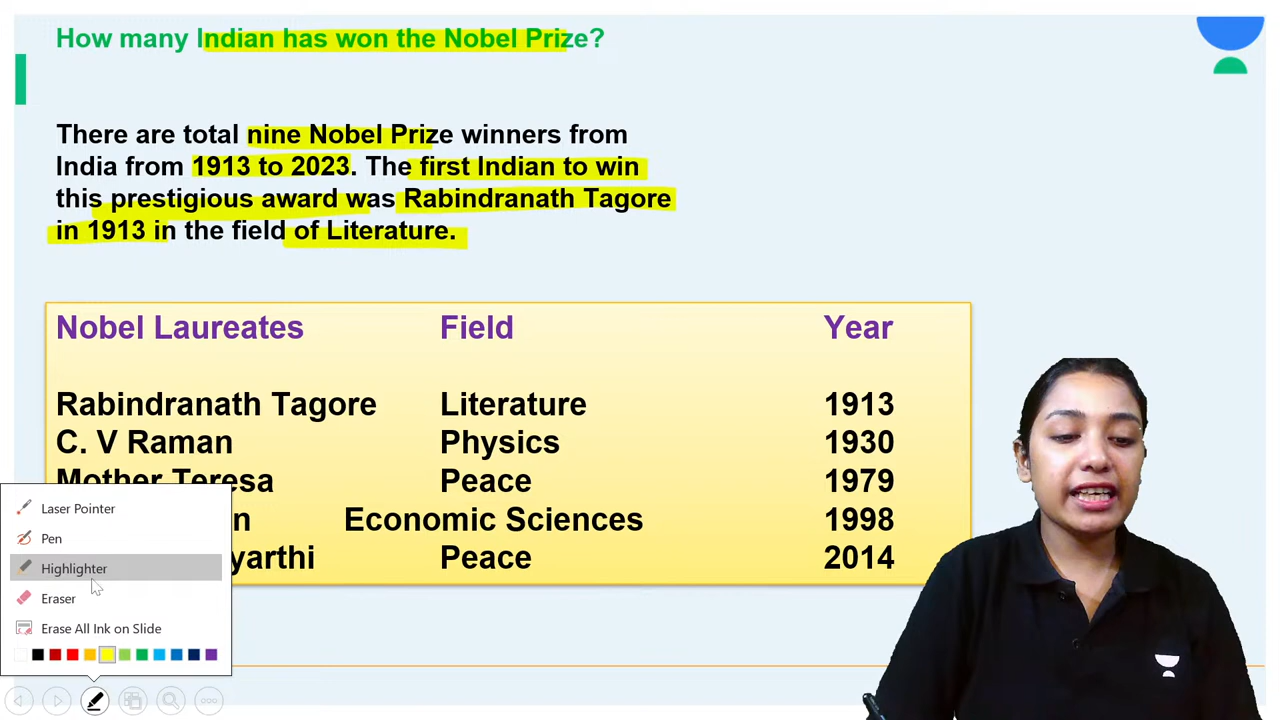 How many Indian has won the Nobel Prize?
There are total nine Nobel Prize winners from
India from 1913 to 2023. The first Indian to win
this prestigious award was Rabindranath Tagore
in 1913 in the field of Literature.
Nobel Laureates Field Year
Rabindranath Tagore Literature 1913
C. V Raman Physics 1930
Mother Teresa Peace 1979
n Economic Sciences 1998
yarthi Peace 2014
Laser Pointer
Pen
Highlighter
Eraser
Erase All Ink on Slide